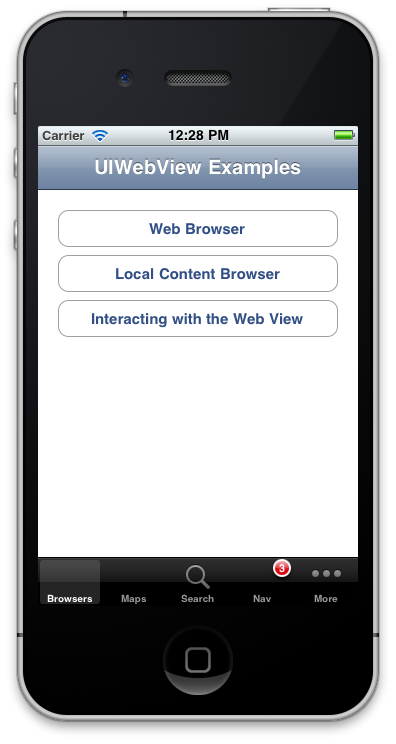 Carrier 12:28 PM
UIWebView Examples
Web Browser
Local Content Browser
Interacting with the Web View
3
Browsers Maps Search Nav More